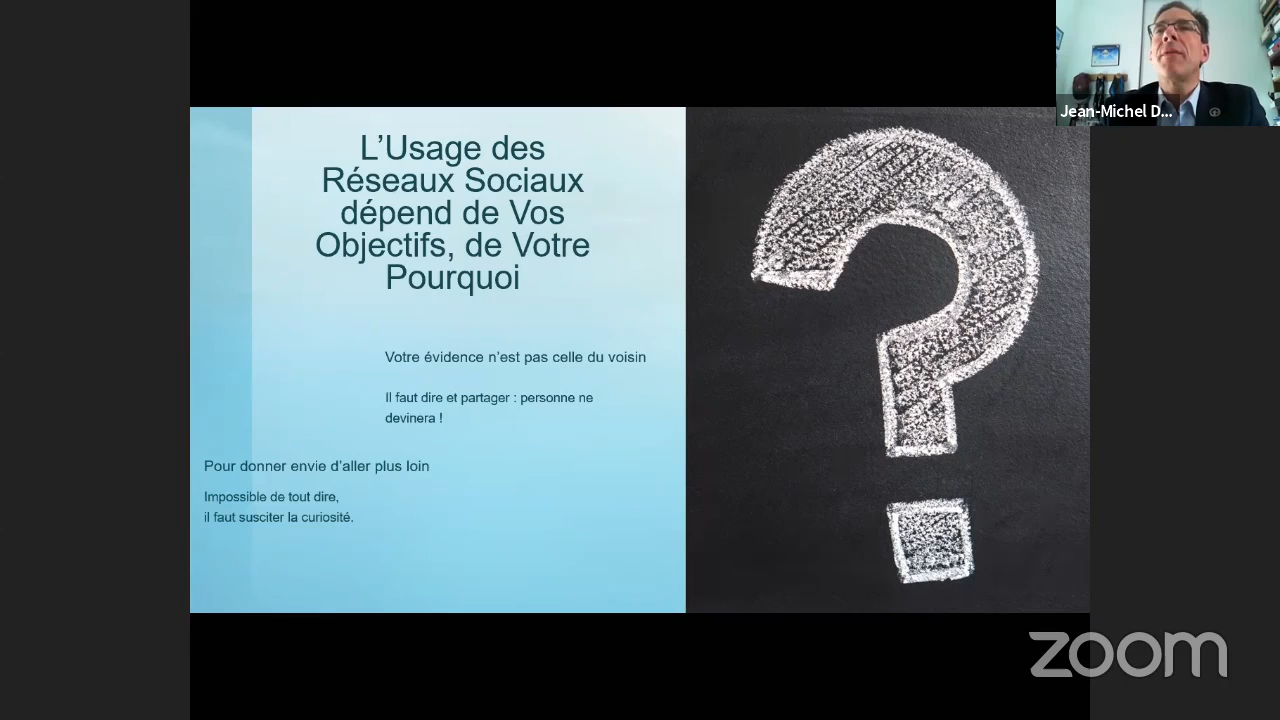 L’Usage des
Réseaux Sociaux
dépend de Vos
Objectifs, de Votre
Pourquoi
Votre évidence n’est pas celle du voisin
Il faut dire et partager : personne ne
devinera !
Pour donner envie d’aller plus loin
Impossible de tout dire,
il faut susciter la curiosité.
Jean-Michel D...
zoom